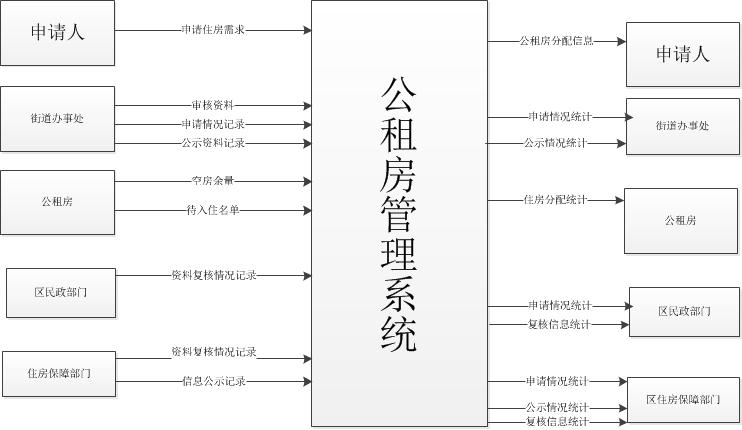 申请人
申请住房需求
街道办事处
审核资料
申请情况记录
公示资料记录
公租房
空房余量
待入住名单
区民政部门
资料复核情况记录
住房保障部门
资料复核情况记录
信息公示记录
公租房管理系统
公租房分配信息
申请人
申请情况统计
公示情况统计
街道办事处
住房分配统计
公租房
申请情况统计
复核信息统计
区民政部门
申请情况统计
公示情况统计
复核信息统计
区住房保障部门